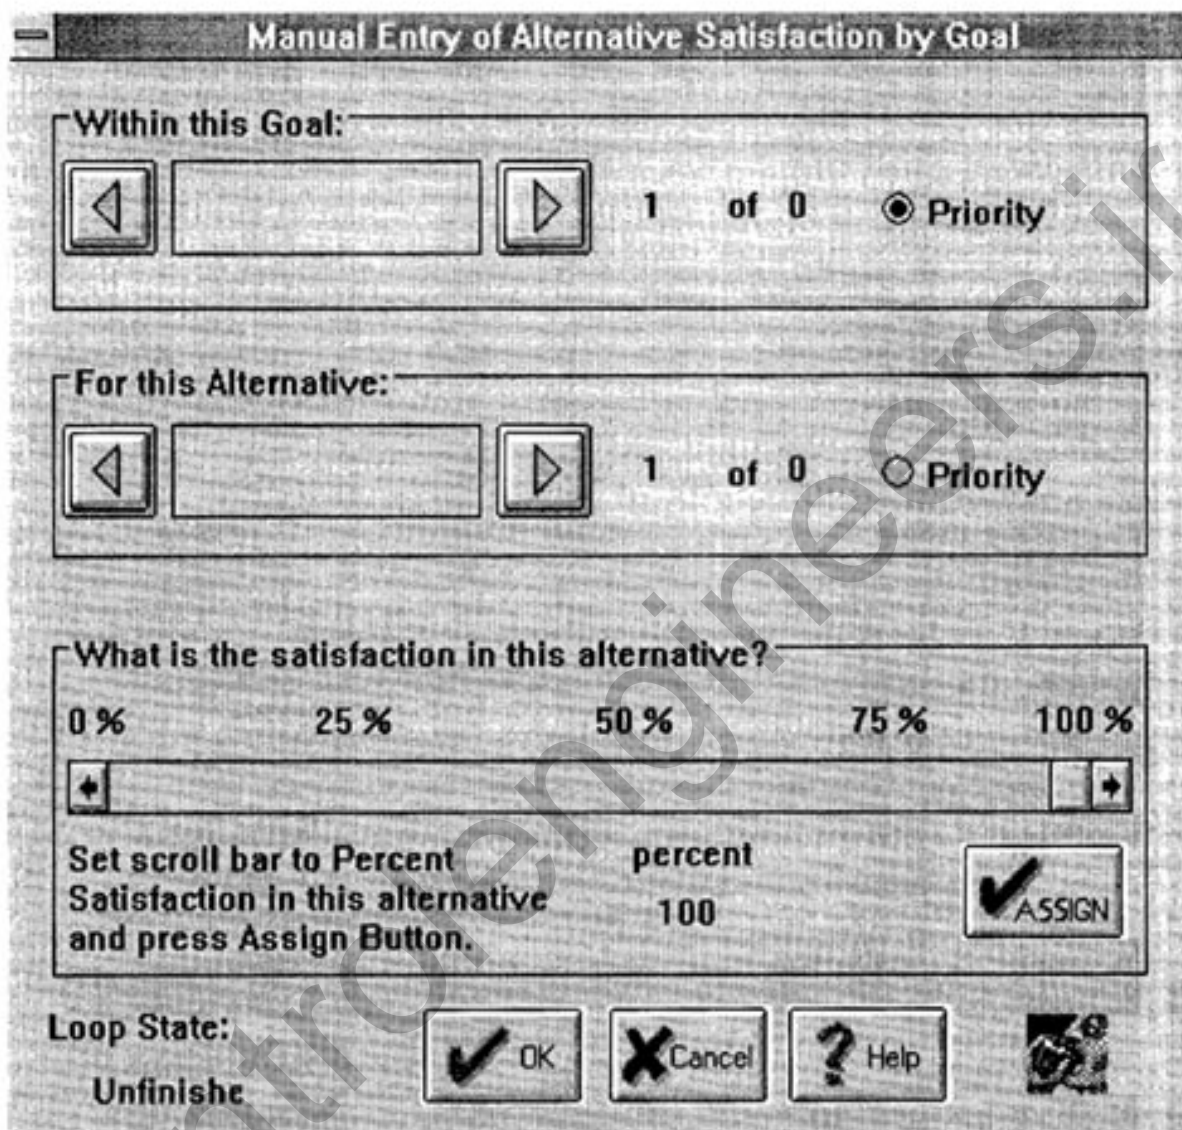 Manual Entry of Alternative Satisfaction by Goal
Within this Goal:
1 of 0 Priority
For this Alternative:
1 of 0 Priority
What is the satisfaction in this alternative?
0 % 25 % 50 % 75 % 100 %
Set scroll bar to Percent
Satisfaction in this alternative
and press Assign Button.
percent
100
ASSIGN
Loop State:
Unfinishe
OK Cancel Help
ntrolengineers.ir